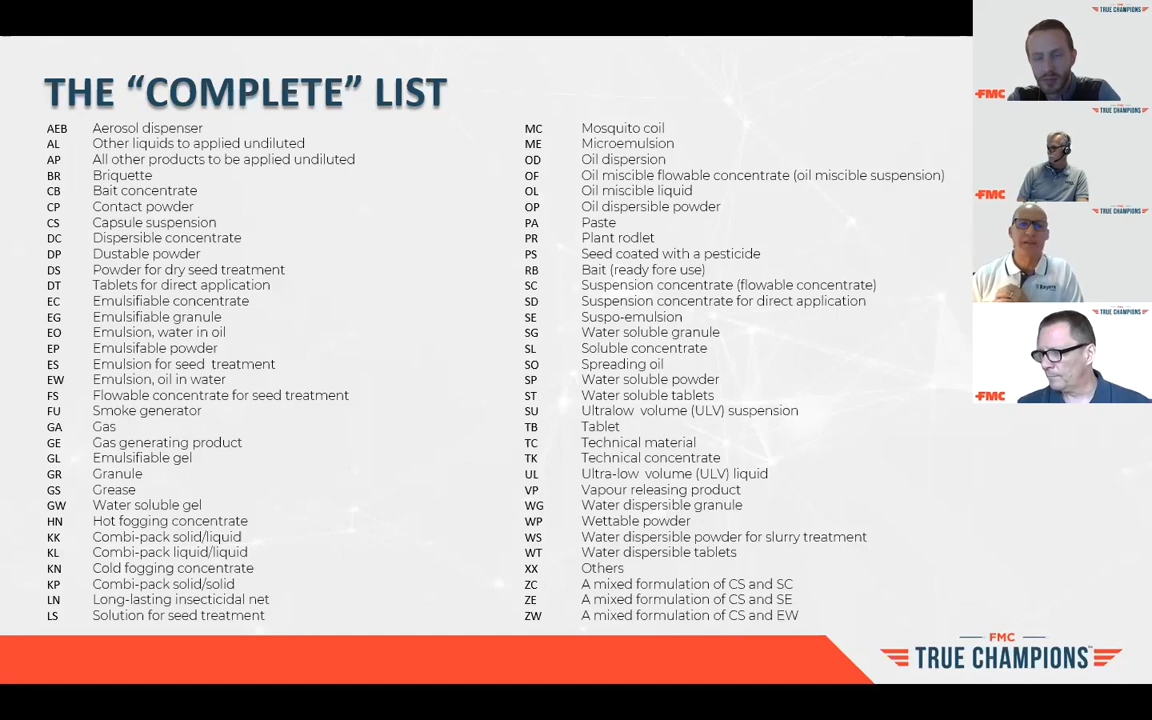 THE “COMPLETE” LIST
AEB Aerosol dispenser
AL Other liquids to applied undiluted
AP All other products to be applied undiluted
BR Briquette
CB Bait concentrate
CP Contact powder
CS Capsule suspension
DC Dispersible concentrate
DP Dustable powder
DS Powder for dry seed treatment
DT Tablets for direct application
EC Emulsifiable concentrate
EG Emulsifiable granule
EO Emulsion, water in oil
EP Emulsifable powder
ES Emulsion for seed treatment
EW Emulsion, oil in water
FS Flowable concentrate for seed treatment
FU Smoke generator
GA Gas
GE Gas generating product
GL Emulsifiable gel
GR Granule
GS Grease
GW Water soluble gel
HN Hot fogging concentrate
KK Combi-pack solid/liquid
KL Combi-pack liquid/liquid
KN Cold fogging concentrate
KP Combi-pack solid/solid
LN Long-lasting insecticidal net
LS Solution for seed treatment
MC Mosquito coil
ME Microemulsion
OD Oil dispersion
OF Oil miscible flowable concentrate (oil miscible suspension)
OL Oil miscible liquid
OP Oil dispersible powder
PA Paste
PR Plant rodlet
PS Seed coated with a pesticide
RB Bait (ready fore use)
SC Suspension concentrate (flowable concentrate)
SD Suspension concentrate for direct application
SE Suspo-emulsion
SG Water soluble granule
SL Soluble concentrate
SO Spreading oil
SP Water soluble powder
ST Water soluble tablets
SU Ultralow volume (ULV) suspension
TB Tablet
TC Technical material
TK Technical concentrate
UL Ultra-low volume (ULV) liquid
VP Vapour releasing product
WG Water dispersible granule
WP Wettable powder
WS Water dispersible powder for slurry treatment
WT Water dispersible tablets
XX Others
ZC A mixed formulation of CS and SC
ZE A mixed formulation of CS and SE
ZW A mixed formulation of CS and EW
FMC
TRUE CHAMPIONS
TRUE CHAMPIONS
FMC
TRUE CHAMPIONS
FMC
TRUE CHAMPIONS
TRUE CHAMPIONS
FMC